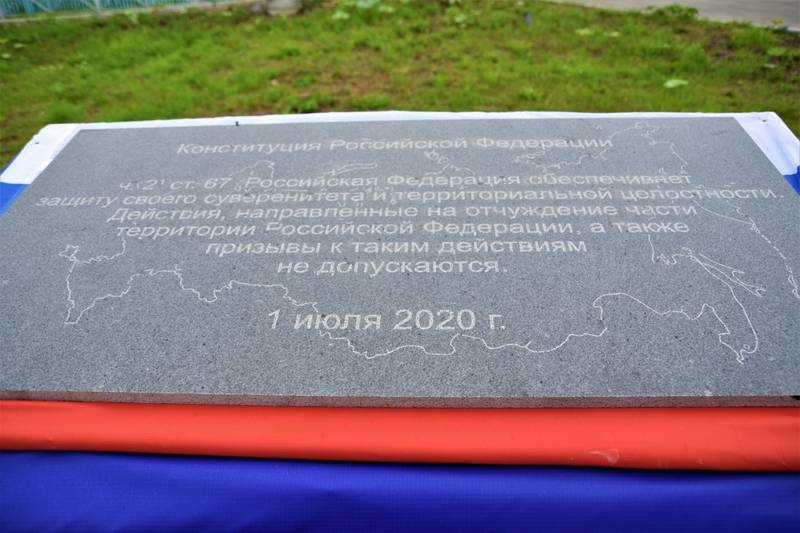 Конституция Российской Федерации
ч. 2¹ ст. 67. Российская Федерация обеспечивает
защиту своего суверенитета и территориальной целостности.
Действия, направленные на отчуждение части
территории Российской Федерации, а также
призывы к таким действиям
не допускаются.
1 июля 2020 г.